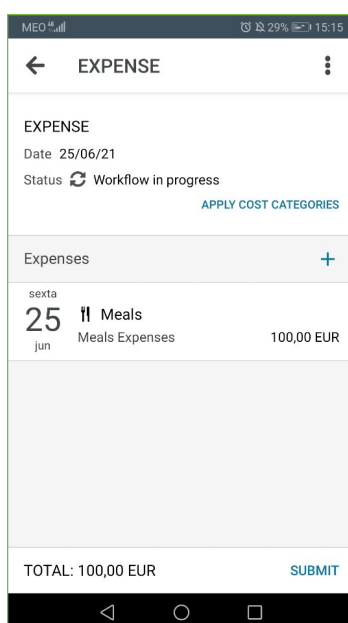 MEO 29% 15:15
EXPENSE
EXPENSE
Date 25/06/21
Status Workflow in progress
APPLY COST CATEGORIES
Expenses +
sexta
25
jun
Meals
Meals Expenses 100,00 EUR
TOTAL: 100,00 EUR SUBMIT